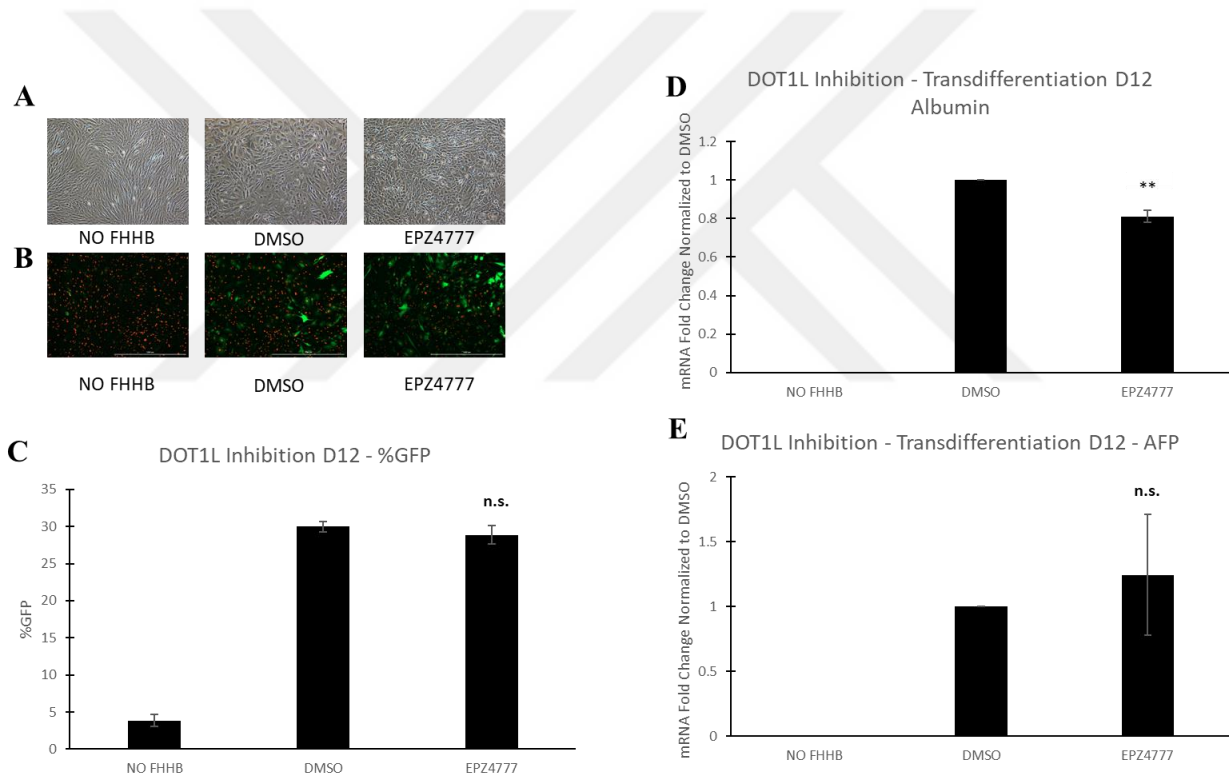 A
NO FHHB
DMSO
EPZ4777
B
NO FHHB
DMSO
EPZ4777
C
DOT1L Inhibition D12 - %GFP
%GFP
35
30
25
20
15
10
5
0
n.s.
NO FHHB
DMSO
EPZ4777
D
DOT1L Inhibition - Transdifferentiation D12
Albumin
mRNA Fold Change Normalized to DMSO
1.2
1
0.8
0.6
0.4
0.2
0
**
NO FHHB
DMSO
EPZ4777
E
DOT1L Inhibition - Transdifferentiation D12 - AFP
mRNA Fold Change Normalized to DMSO
2
1.5
1
0.5
0
n.s.
NO FHHB
DMSO
EPZ4777